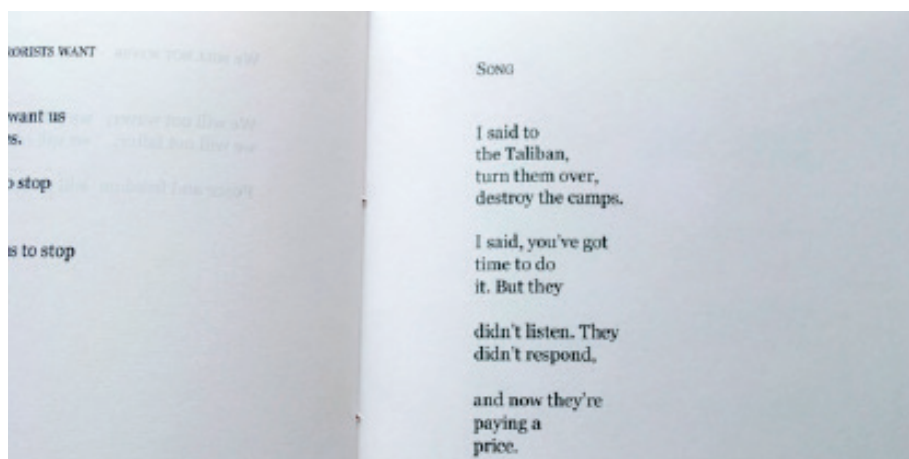 ORISTS WANT
want us
s.
o stop
s to stop
SONG
I said to
the Taliban,
turn them over,
destroy the camps.
I said, you've got
time to do
it. But they
didn't listen. They
didn't respond,
and now they're
paying a
price.